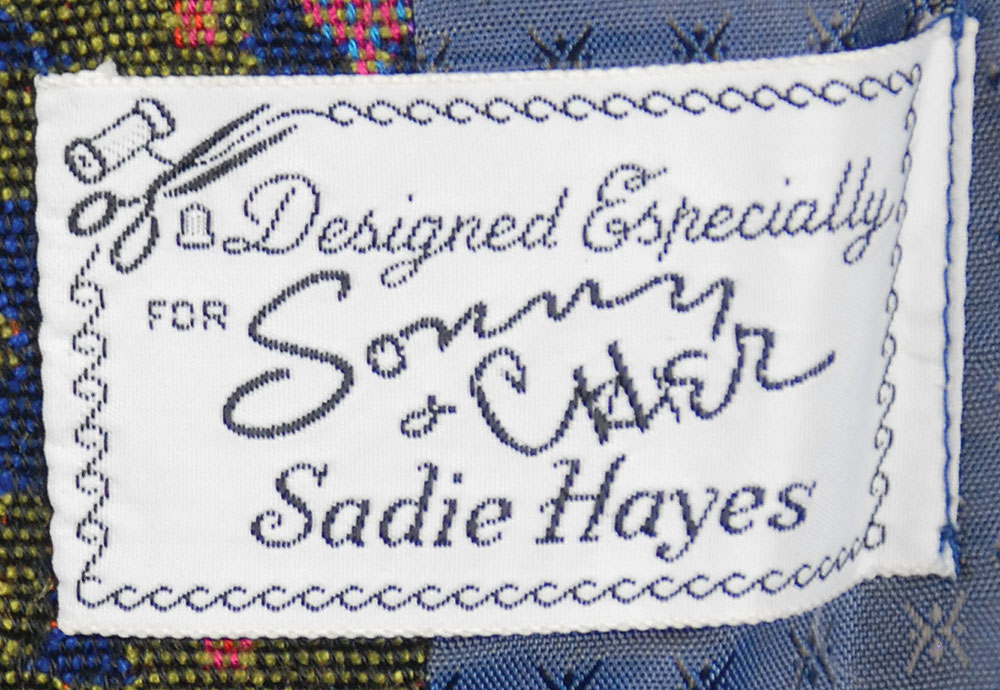 Designed Especially
FOR Sonny
& CHer
Sadie Hayes